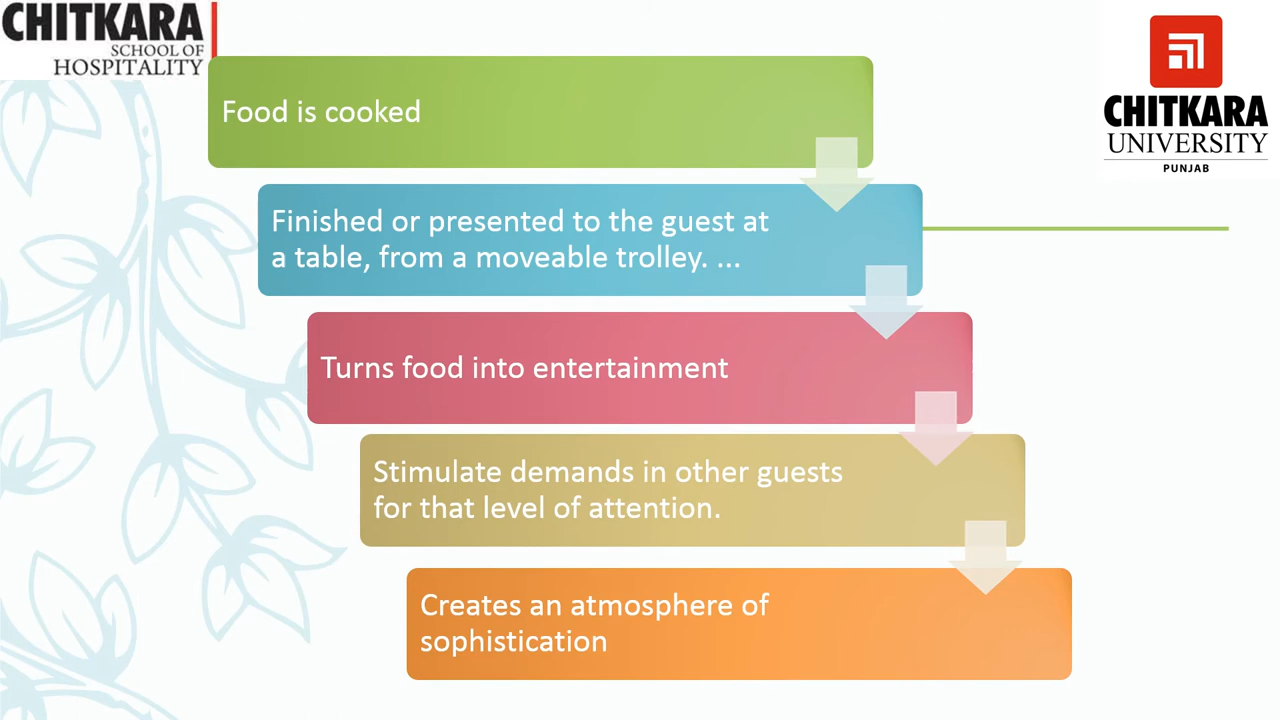 CHITKARA
SCHOOL OF
HOSPITALITY
CHITKARA
UNIVERSITY
PUNJAB
Food is cooked
Finished or presented to the guest at
a table, from a moveable trolley. ...
Turns food into entertainment
Stimulate demands in other guests
for that level of attention.
Creates an atmosphere of
sophistication